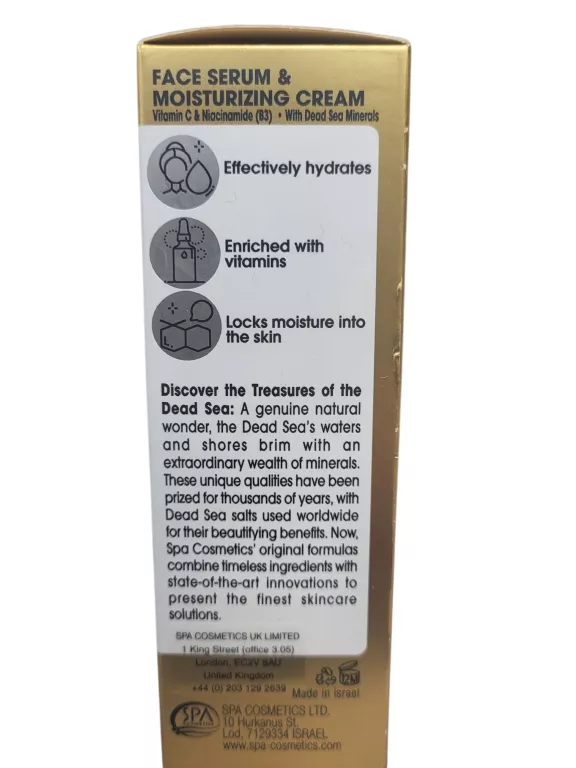 FACE SERUM &
MOISTURIZING CREAM
Vitamin C & Niacinamide (B3) • With Dead Sea Minerals
Effectively hydrates
Enriched with
vitamins
Locks moisture into
the skin
Discover the Treasures of the
Dead Sea: A genuine natural
wonder, the Dead Sea's waters
and shores brim with an
extraordinary wealth of minerals.
These unique qualities have been
prized for thousands of years, with
Dead Sea salts used worldwide
for their beautifying benefits. Now,
Spa Cosmetics' original formulas
combine timeless ingredients with
state-of-the-art innovations to
present the finest skincare
solutions.
SPA COSMETICS UK LIMITED
1 King Street (office 3.05)
London, EC2V 8AU
United Kingdom
+44 (0) 203 129 2639
12M
Made in Israel
SPA
SPA COSMETICS LTD.
10 Hurkanus St.
Lod, 7129334 ISRAEL
www.spa-cosmetics.com